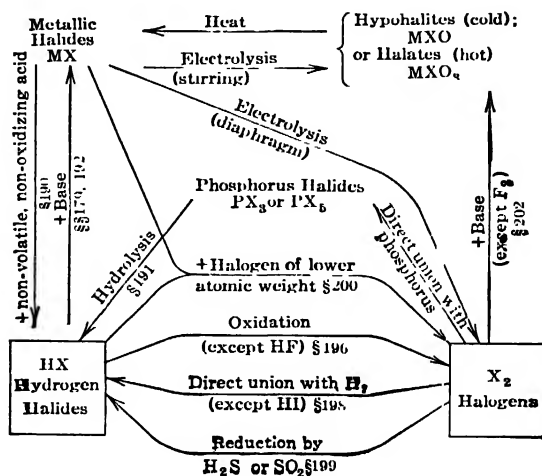 Metallic
Halides
MX
Heat
Electrolysis
(stirring)
Hypohalites (cold);
MXO
or Halates (hot)
MXO₃
+non-volatile, non-oxidizing acid
§190
+Base
§§179, 192
Electrolysis
(diaphragm)
Phosphorus Halides
PX₃ or PX₅
Hydrolysis
§191
Direct union with
phosphorus
+Base
(except F₂)
§202
+Halogen of lower
atomic weight §200
Oxidation
(except HF) §196
HX
Hydrogen
Halides
Direct union with H₂
(except HI) §198
X₂
Halogens
Reduction by
H₂S or SO₂ §199